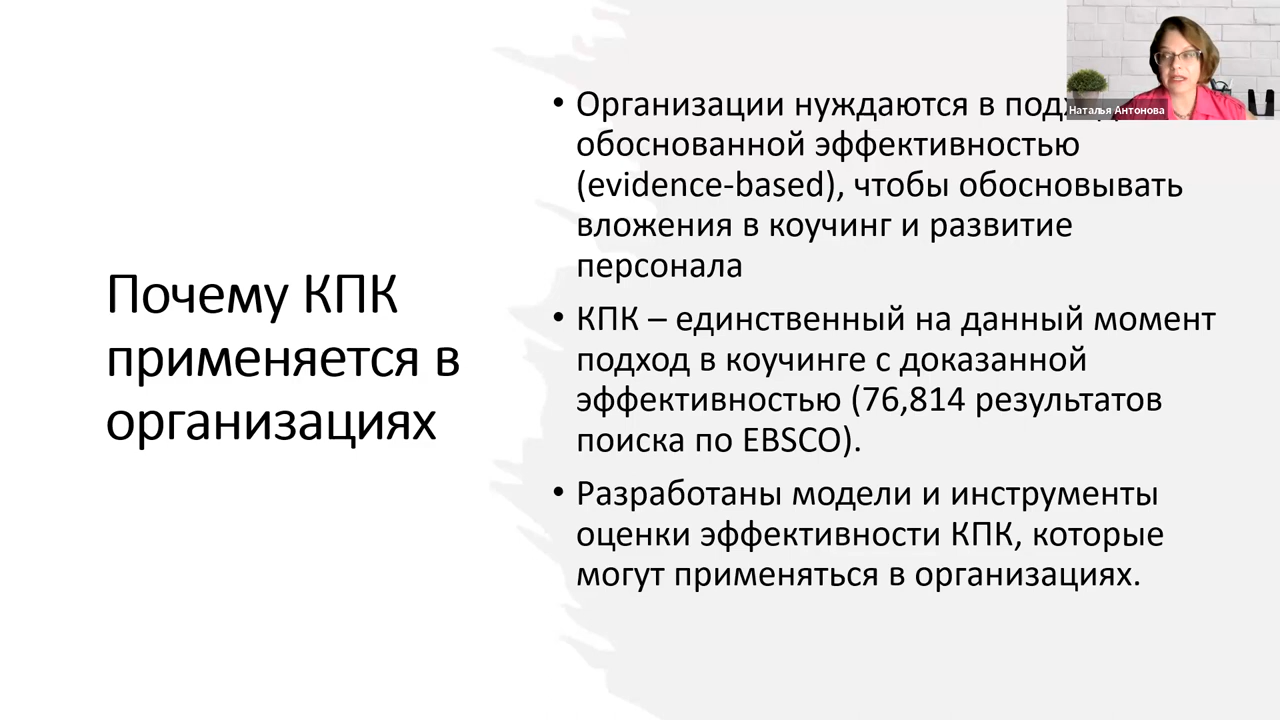 Почему КПК
применяется в
организациях
• Организации нуждаются в
обоснованной эффективностью
(evidence-based), чтобы обосновывать
вложения в коучинг и развитие
персонала
• КПК – единственный на данный момент
подход в коучинге с доказанной
эффективностью (76,814 результатов
поиска по EBSCO).
• Разработаны модели и инструменты
оценки эффективности КПК, которые
могут применяться в организациях.
Наталья Антонова